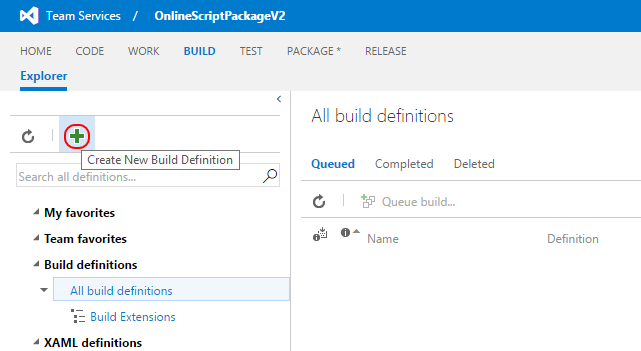 Team Services / OnlineScriptPackageV2
HOME CODE WORK BUILD TEST PACKAGE * RELEASE
Explorer
All build definitions
Create New Build Definition
Queued Completed Deleted
Search all definitions...
Queue build...
My favorites
Name Definition
Team favorites
Build definitions
All build definitions
Build Extensions
XAML definitions